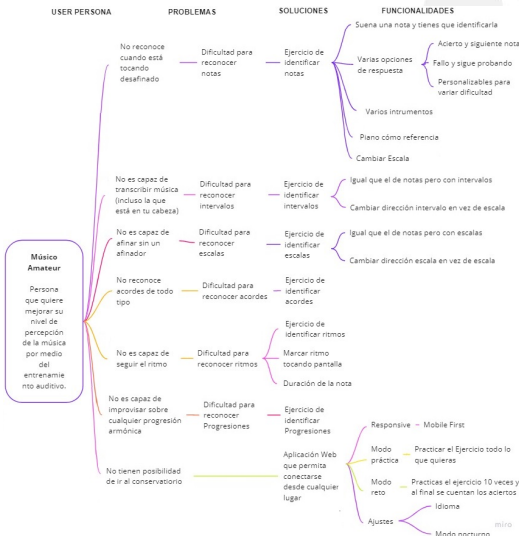 USER PERSONA
PROBLEMAS
SOLUCIONES
FUNCIONALIDADES
Músico
Amateur
Persona
que quiere
mejorar su
nivel de
percepción
de la música
por medio
del
entrenamie
nto auditivo.
No reconoce
cuando está
tocando
desafinado
Dificultad para
reconocer
notas
Ejercicio de
identificar
notas
Suena una nota y tienes que identificarla
Varias opciones
de respuesta
Acierto y siguiente nota
Fallo y sigue probando
Personalizables para
variar dificultad
Varios intrumentos
Piano cómo referencia
Cambiar Escala
No es capaz de
transcribir música
(incluso la que
está en tu cabeza)
Dificultad para
reconocer
intervalos
Ejercicio de
identificar
intervalos
Igual que el de notas pero con intervalos
Cambiar dirección intervalo en vez de escala
No es capaz de
afinar sin un
afinador
Dificultad para
reconocer
escalas
Ejercicio de
identificar
escalas
Igual que el de notas pero con escalas
Cambiar dirección escala en vez de escala
No reconoce
acordes de todo
tipo
Dificultad para
reconocer acordes
Ejercicio de
identificar
acordes
No es capaz de
seguir el ritmo
Dificultad para
reconocer ritmos
Ejercicio de
identificar ritmos
Marcar ritmo
tocando pantalla
Duración de la nota
No es capaz de
improvisar sobre
cualquier progresión
armónica
Dificultad para
reconocer
Progresiones
Ejercicio de
identificar
Progresiones
No tienen posibilidad
de ir al conservatiorio
Aplicación Web
que permita
conectarse
desde cualquier
lugar
Responsive
Mobile First
Modo
práctica
Practicar el Ejercicio todo lo
que quieras
Modo
reto
Practicas el ejercicio 10 veces y
al final se cuentan los aciertos
Ajustes
Idioma
Modo nocturno
miro